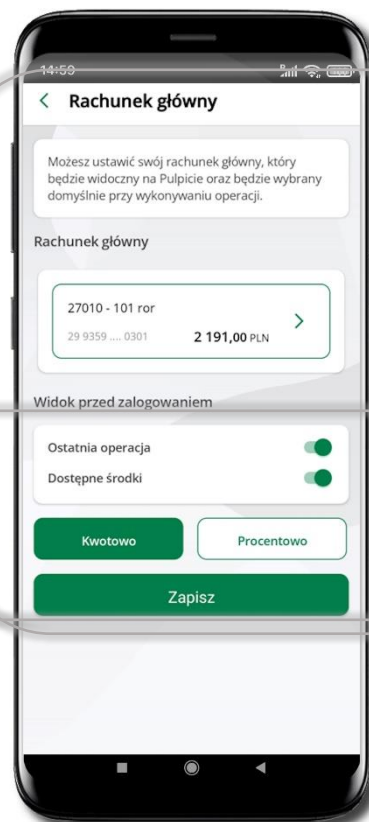 14:59
Rachunek główny
Możesz ustawić swój rachunek główny, który
będzie widoczny na Pulpicie oraz będzie wybrany
domyślnie przy wykonywaniu operacji.
Rachunek główny
27010 - 101 ror
29 9359 .... 0301 2 191,00 PLN
Widok przed zalogowaniem
Ostatnia operacja
Dostępne środki
Kwotowo Procentowo
Zapisz